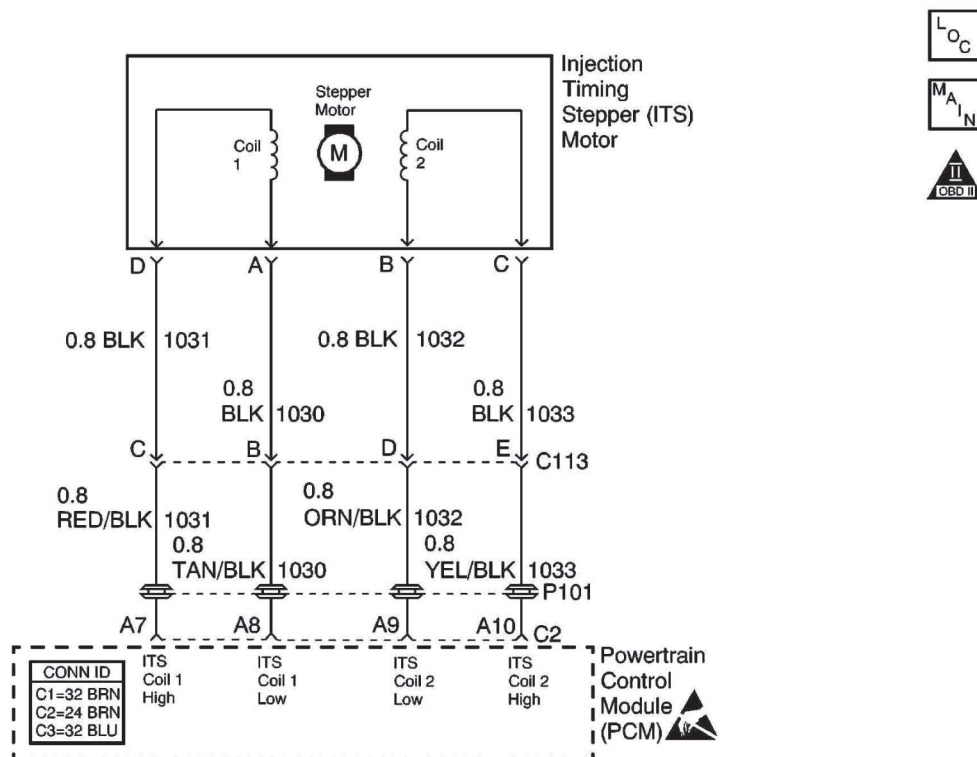 Injection
Timing
Stepper (ITS)
Motor
LOC
MAIN
II
OBD II
Stepper
Motor
Coil
1
M
Coil
2
D A B C
0.8 BLK 1031
0.8
BLK 1030
0.8 BLK 1032
0.8
BLK 1033
C B D E C113
0.8
RED/BLK 1031
0.8
TAN/BLK 1030
0.8
ORN/BLK 1032
0.8
YEL/BLK 1033
P101
A7 A8 A9 A10 C2
CONN ID
C1=32 BRN
C2=24 BRN
C3=32 BLU
ITS
Coil 1
High
ITS
Coil 1
Low
ITS
Coil 2
Low
ITS
Coil 2
High
Powertrain
Control
Module
(PCM)